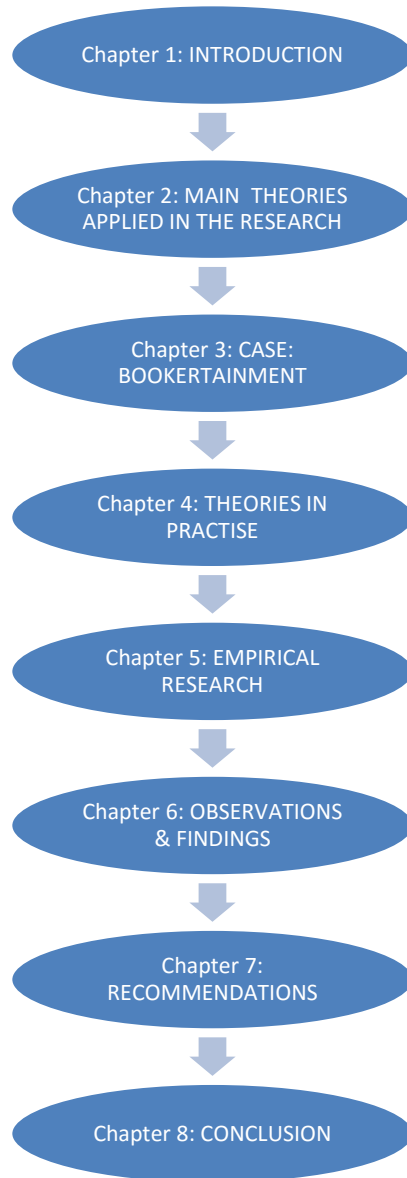 Chapter 1: INTRODUCTION
Chapter 2: MAIN  THEORIES
APPLIED IN THE RESEARCH
Chapter 3: CASE:
BOOKERTAINMENT
Chapter 4: THEORIES IN
PRACTISE
Chapter 5: EMPIRICAL
RESEARCH
Chapter 6: OBSERVATIONS
& FINDINGS
Chapter 7:
RECOMMENDATIONS
Chapter 8: CONCLUSION